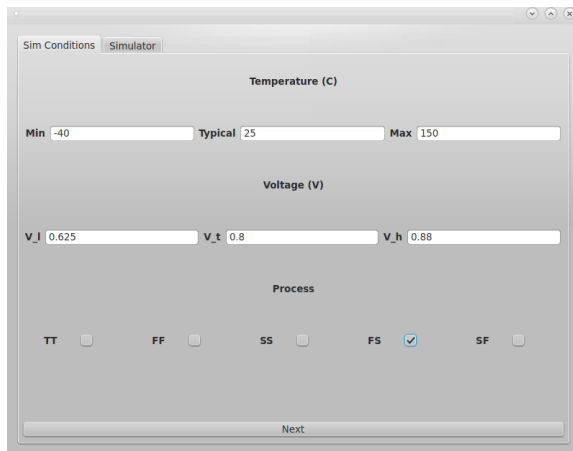 Sim Conditions Simulator
Temperature (C)
Min -40 Typical 25 Max 150
Voltage (V)
V_l 0.625 V_t 0.8 V_h 0.88
Process
TT FF SS FS SF
Next